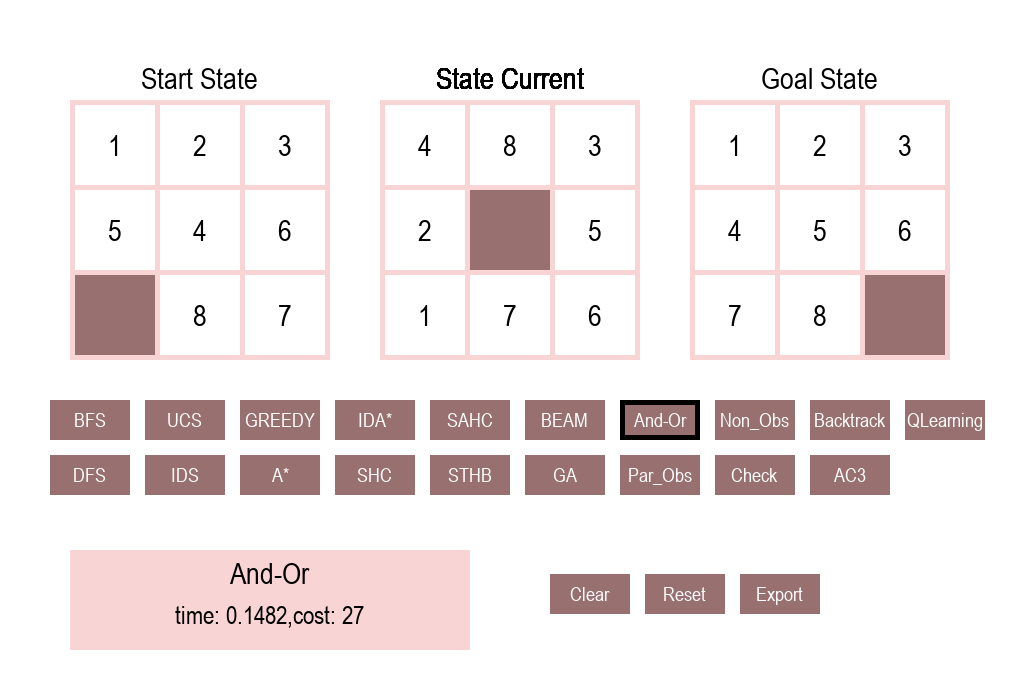 Start State State Current Goal State
1 2 3 4 8 3 1 2 3
5 4 6 2 5 4 5 6
8 7 1 7 6 7 8
BFS UCS GREEDY IDA* SAHC BEAM And-Or Non_Obs Backtrack QLearning
DFS IDS A* SHC STHB GA Par_Obs Check AC3
And-Or
time: 0.1482,cost: 27
Clear Reset Export